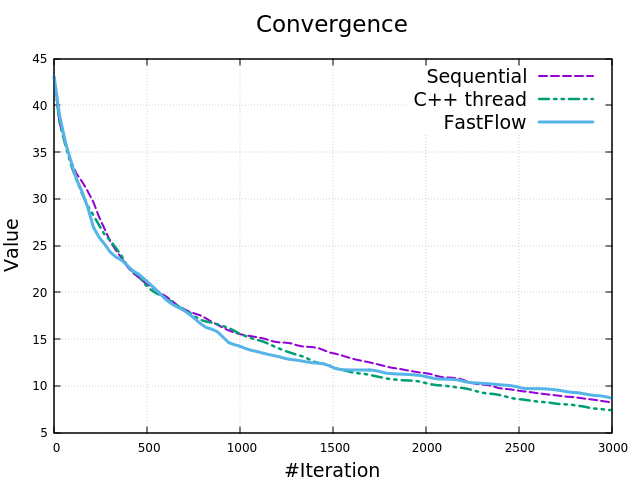 Convergence
Sequential
C++ thread
FastFlow
Value
45
40
35
30
25
20
15
10
5
0 500 1000 1500 2000 2500 3000
#Iteration